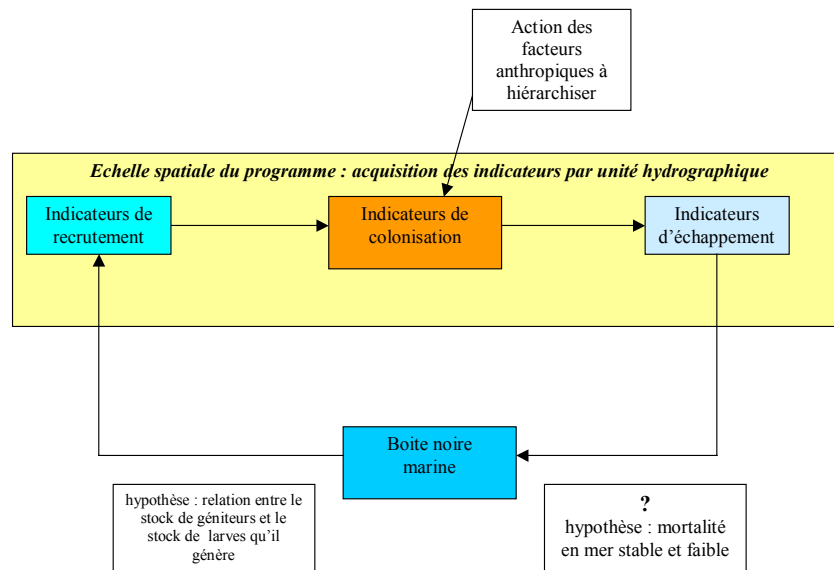 Action des
facteurs
anthropiques à
hiérarchiser
Echelle spatiale du programme : acquisition des indicateurs par unité hydrographique
Indicateurs de
recrutement
Indicateurs de
colonisation
Indicateurs
d’échappement
Boite noire
marine
hypothèse : relation entre le
stock de géniteurs et le
stock de larves qu’il
génère
?
hypothèse : mortalité
en mer stable et faible